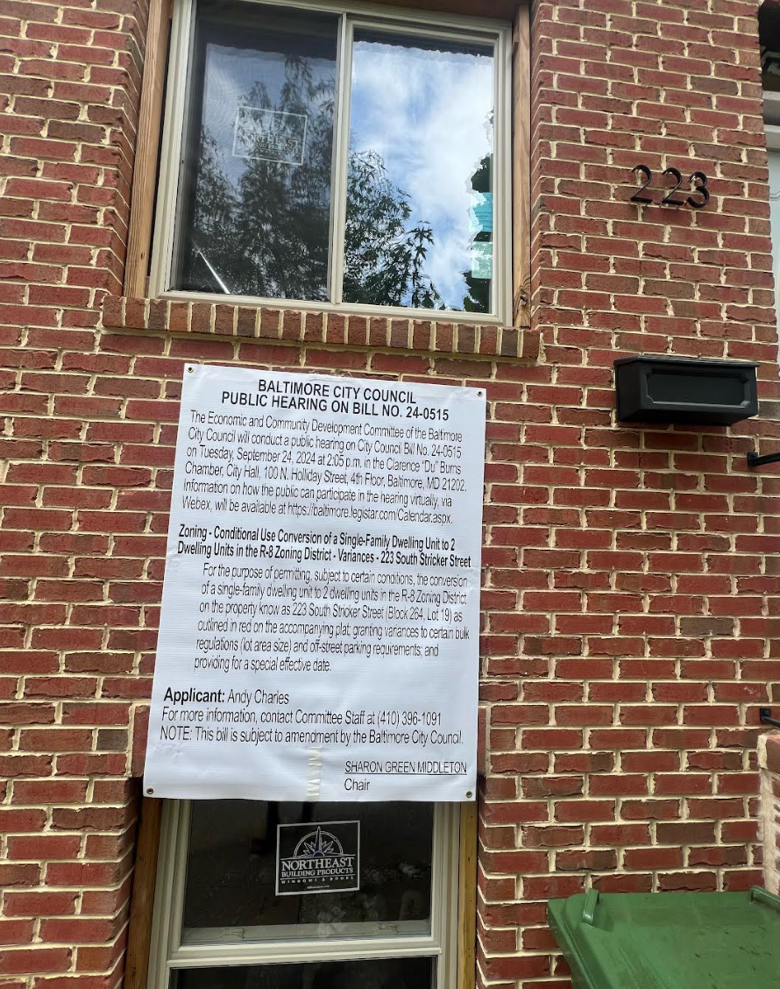 223
BALTIMORE CITY COUNCIL
PUBLIC HEARING ON BILL NO. 24-0515
The Economic and Community Development Committee of the Baltimore
City Council will conduct a public hearing on City Council Bill No. 24-0515
on Tuesday, September 24, 2024 at 2:05 p.m. in the Clarence "Du" Burns
Chamber, City Hall, 100 N. Holliday Street, 4th Floor, Baltimore, MD 21202.
Information on how the public can participate in the hearing virtually, via
Webex, will be available at https://baltimore.legistar.com/Calendar.aspx.
Zoning - Conditional Use Conversion of a Single-Family Dwelling Unit to 2
Dwelling Units in the R-8 Zoning District - Variances - 223 South Stricker Street
For the purpose of permitting, subject to certain conditions, the conversion
of a single-family dwelling unit to 2 dwelling units in the R-8 Zoning District
on the property know as 223 South Stricker Street (Block 264, Lot 19) as
outlined in red on the accompanying plat; granting variances to certain bulk
regulations (lot area size) and off-street parking requirements; and
providing for a special effective date.
Applicant: Andy Charles
For more information, contact Committee Staff at (410) 396-1091
NOTE: This bill is subject to amendment by the Baltimore City Council.
SHARON GREEN MIDDLETON
Chair
NORTHEAST
BUILDING PRODUCTS
WINDOWS & DOORS